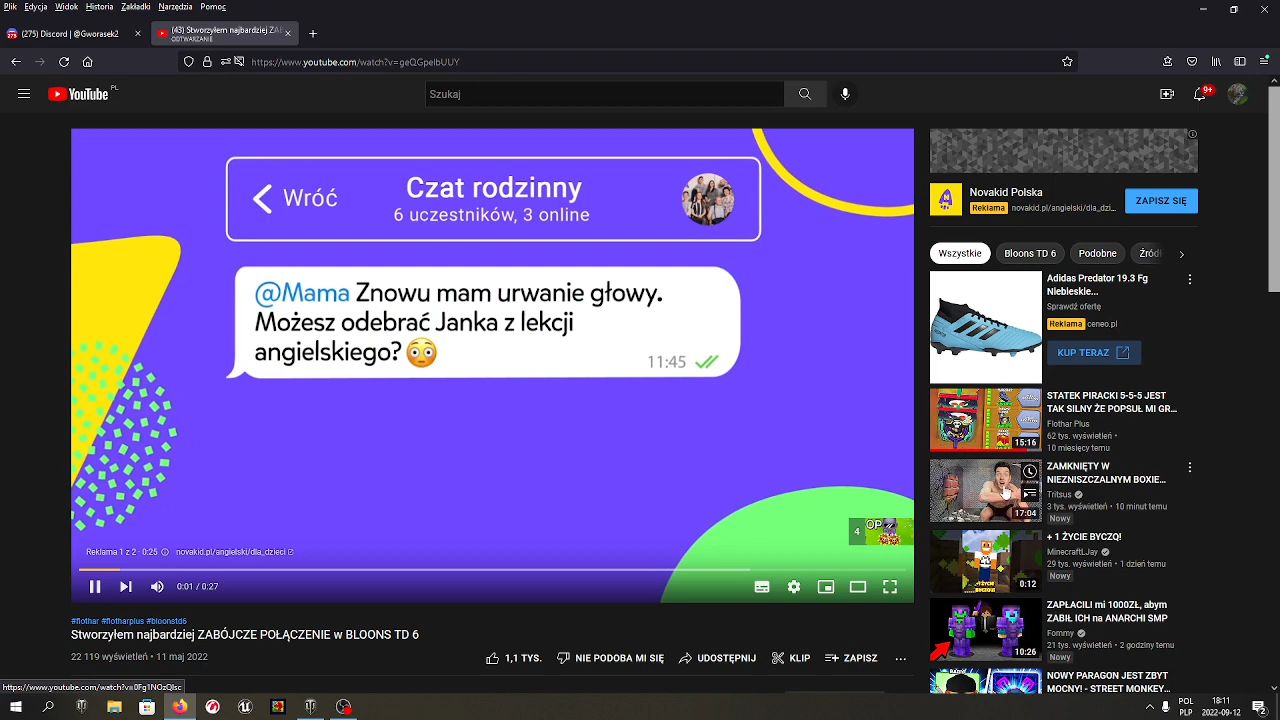 Plik Edycja Widok Historia Zakładki Narzędzia Pomoc
(275) Discord | @Gworasek2
(43) Stworzyłem najbardziej ZAB
ODTWARZANIE
https://www.youtube.com/watch?v=geQGpeIbUUY
YouTube PL
Szukaj
9+
Wróć
Czat rodzinny
6 uczestników, 3 online
@Mama Znowu mam urwanie głowy.
Możesz odebrać Janka z lekcji
angielskiego? 😳
11:45
4
OP
Reklama 1 z 2 · 0:25
novakid.pl/angielski/dla_dzieci
0:01 / 0:27
#flothar #flotharplus #bloonstd6
Stworzyłem najbardziej ZABÓJCZE POŁĄCZENIE w BLOONS TD 6
22 119 wyświetleń • 11 maj 2022
1,1 TYS.
NIE PODOBA MI SIĘ
UDOSTĘPNIJ
KLIP
ZAPISZ
Novakid Polska
Reklama novakid.pl/angielski/dla_dz...
ZAPISZ SIĘ
Wszystkie
Bloons TD 6
Podobne
Źródł
Adidas Predator 19.3 Fg
Niebieskie...
Sprawdź ofertę
Reklama ceneo.pl
KUP TERAZ
STATEK PIRACKI 5-5-5 JEST
TAK SILNY ŻE POPSUŁ MI GR...
Flothar Plus
62 tys. wyświetleń •
10 miesięcy temu
15:16
ZAMKNIĘTY W
NIEZNISZCZALNYM BOXIE...
Tritsus
3 tys. wyświetleń • 10 minut temu
Nowy
17:04
+ 1 ŻYCIE BYCZQ!
MinecraftLJay
29 tys. wyświetleń • 1 dzień temu
Nowy
0:12
ZAPŁACILI mi 1000ZŁ, abym
ZABIŁ ICH na ANARCHI SMP
Fommy
21 tys. wyświetleń • 2 godziny temu
Nowy
10:26
NOWY PARAGON JEST ZBYT
MOCNY! - STREET MONKEY...
https://www.youtube.com/watch?v=i0Fg1NOzQlsc
POL
PLP
18:11
2022-09-12